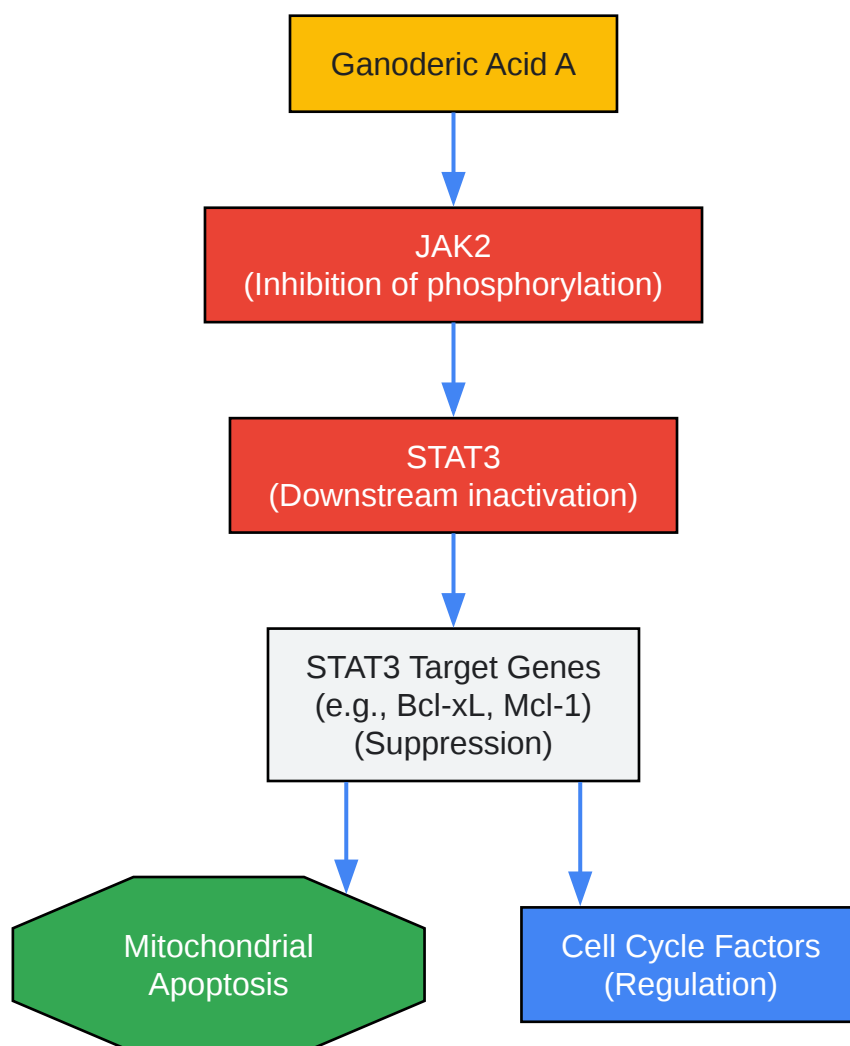 Ganoderic Acid A
JAK2
(Inhibition of phosphorylation)
STAT3
(Downstream inactivation)
STAT3 Target Genes
(e.g., Bcl-xL, Mcl-1)
(Suppression)
Mitochondrial
Apoptosis
Cell Cycle Factors
(Regulation)